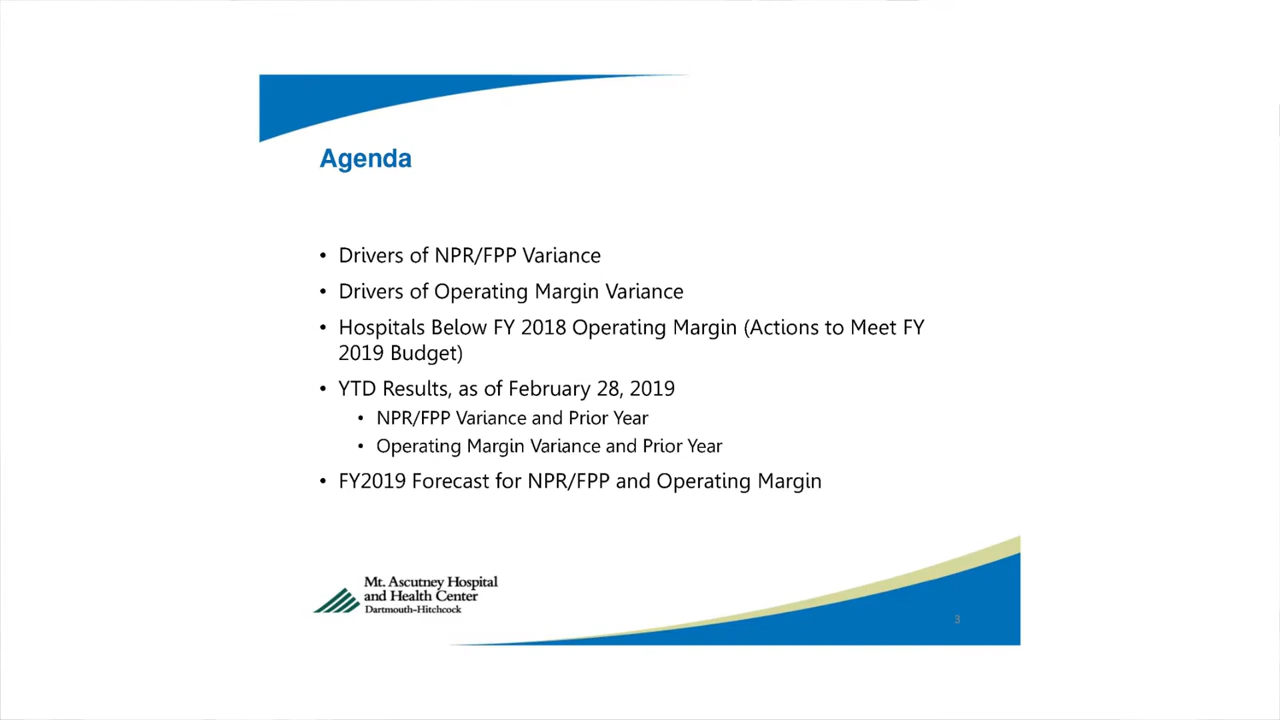 Agenda
• Drivers of NPR/FPP Variance
• Drivers of Operating Margin Variance
• Hospitals Below FY 2018 Operating Margin (Actions to Meet FY
2019 Budget)
• YTD Results, as of February 28, 2019
• NPR/FPP Variance and Prior Year
• Operating Margin Variance and Prior Year
• FY2019 Forecast for NPR/FPP and Operating Margin
Mt. Ascutney Hospital
and Health Center
Dartmouth-Hitchcock
3